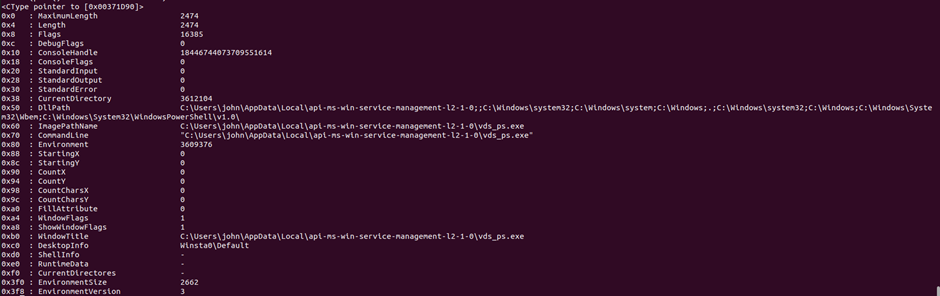 <CType pointer to [0x00371D90]>
0x0   : MaximumLength                  2474
0x4   : Length                         2474
0x8   : Flags                          16385
0xc   : DebugFlags                     0
0x10  : ConsoleHandle                  18446744073709551614
0x18  : ConsoleFlags                   0
0x20  : StandardInput                  0
0x28  : StandardOutput                 0
0x30  : StandardError                  0
0x38  : CurrentDirectory               3612104
0x50  : DllPath                        C:\Users\john\AppData\Local\api-ms-win-service-management-l2-1-0;;C:\Windows\system32;C:\Windows\system;C:\Windows;.;C:\Windows\system32;C:\Windows;C:\Windows\Syste
m32\Wbem;C:\Windows\System32\WindowsPowerShell\v1.0\
0x60  : ImagePathName                  C:\Users\john\AppData\Local\api-ms-win-service-management-l2-1-0\vds_ps.exe
0x70  : CommandLine                    "C:\Users\john\AppData\Local\api-ms-win-service-management-l2-1-0\vds_ps.exe"
0x80  : Environment                    3609376
0x88  : StartingX                      0
0x8c  : StartingY                      0
0x90  : CountX                         0
0x94  : CountY                         0
0x98  : CountCharsX                    0
0x9c  : CountCharsY                    0
0xa0  : FillAttribute                  0
0xa4  : WindowFlags                    1
0xa8  : ShowWindowFlags                1
0xb0  : WindowTitle                    C:\Users\john\AppData\Local\api-ms-win-service-management-l2-1-0\vds_ps.exe
0xc0  : DesktopInfo                    Winsta0\Default
0xd0  : ShellInfo                      -
0xe0  : RuntimeData                    -
0xf0  : CurrentDirectores              -
0x3f0 : EnvironmentSize                2662
0x3f8 : EnvironmentVersion             3